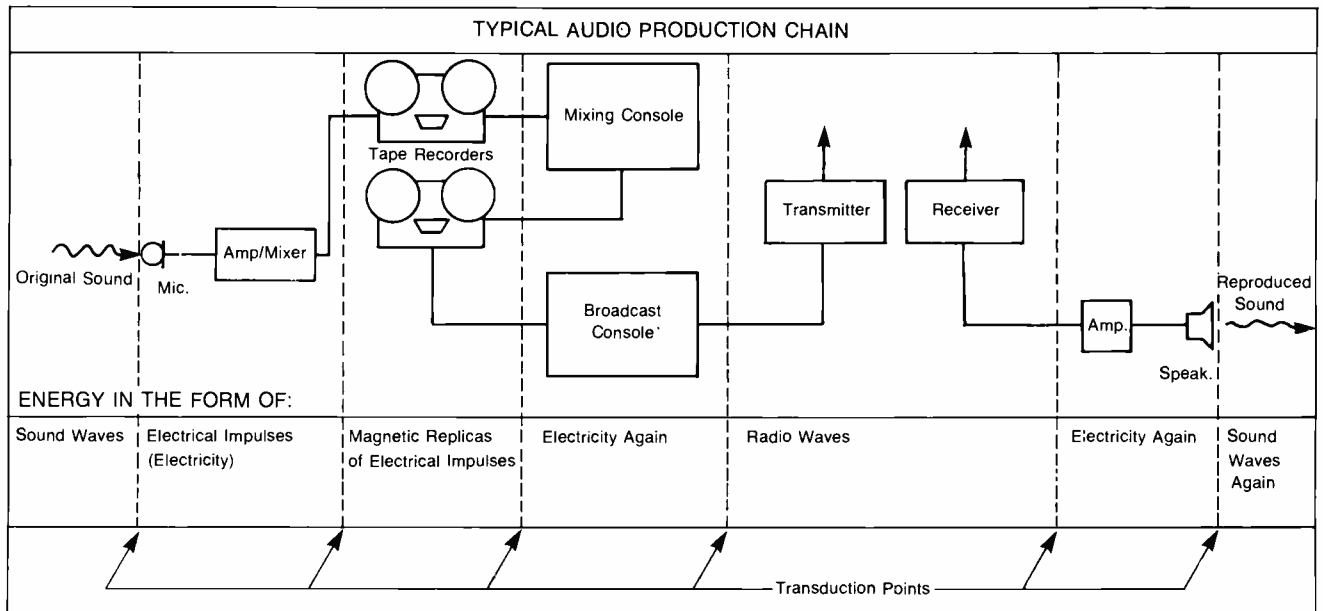 TYPICAL AUDIO PRODUCTION CHAIN
Mixing Console
Tape Recorders
Transmitter
Receiver
Amp/Mixer
Original Sound
Mic.
Broadcast
Console
Reproduced
Sound
Amp.
Speak.
ENERGY IN THE FORM OF:
Sound Waves
Electrical Impulses
(Electricity)
Magnetic Replicas
of Electrical Impulses
Electricity Again
Radio Waves
Electricity Again
Sound
Waves
Again
Transduction Points